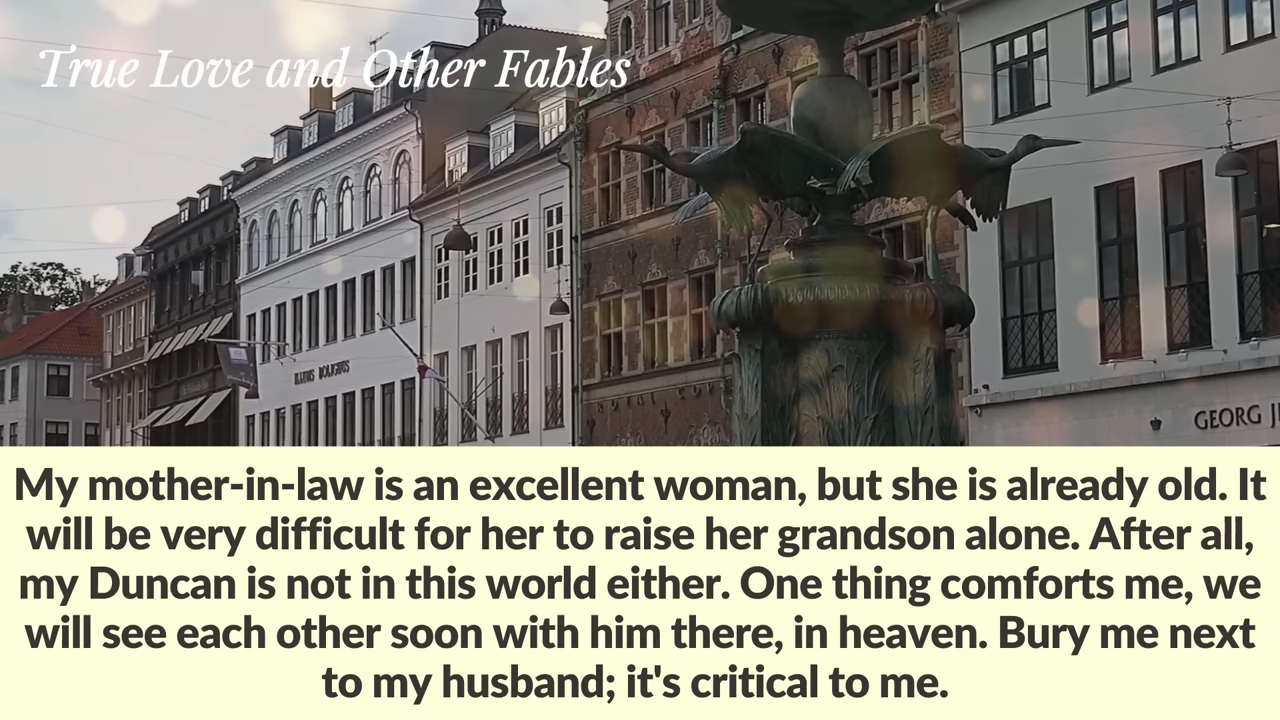 True Love and Other Fables
GEORG J
My mother-in-law is an excellent woman, but she is already old. It
will be very difficult for her to raise her grandson alone. After all,
my Duncan is not in this world either. One thing comforts me, we
will see each other soon with him there, in heaven. Bury me next
to my husband; it's critical to me.